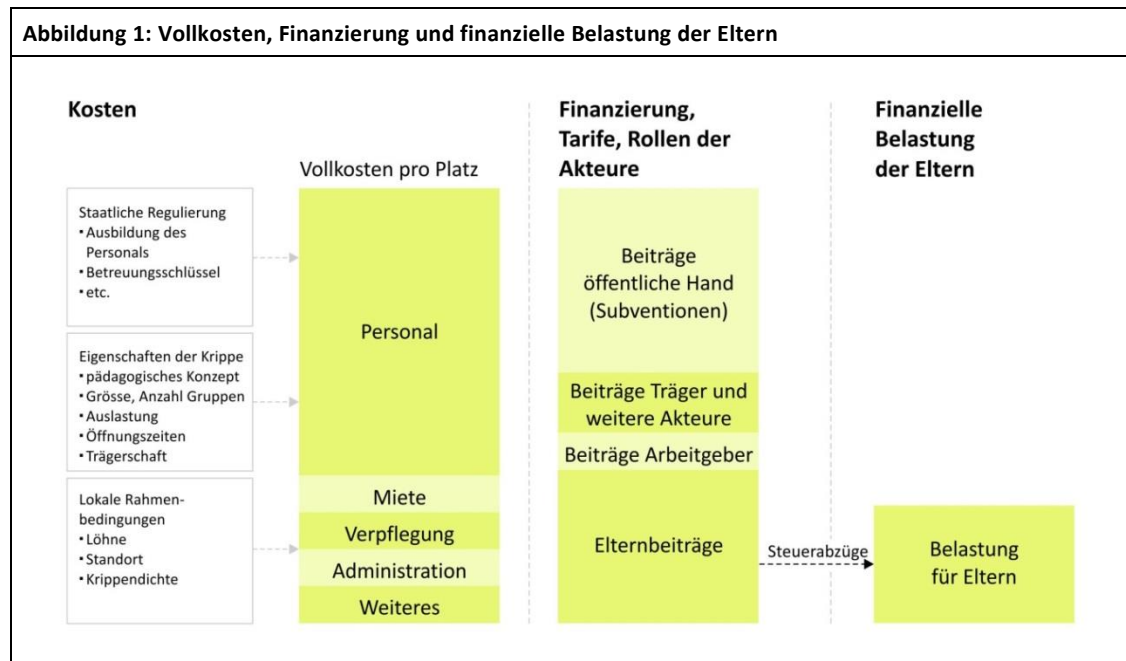 Abbildung 1: Vollkosten, Finanzierung und finanzielle Belastung der Eltern
Kosten
Vollkosten pro Platz
Staatliche Regulierung
▪ Ausbildung des
Personals
▪ Betreuungsschlüssel
▪ etc.
Eigenschaften der Krippe
▪ pädagogisches Konzept
▪ Grösse, Anzahl Gruppen
▪ Auslastung
▪ Öffnungszeiten
▪ Trägerschaft
Lokale Rahmen-
bedingungen
▪ Löhne
▪ Standort
▪ Krippendichte
Personal
Miete
Verpflegung
Administration
Weiteres
Finanzierung,
Tarife, Rollen der
Akteure
Beiträge
öffentliche Hand
(Subventionen)
Beiträge Träger und
weitere Akteure
Beiträge Arbeitgeber
Elternbeiträge
Steuerabzüge
Finanzielle
Belastung
der Eltern
Belastung
für Eltern